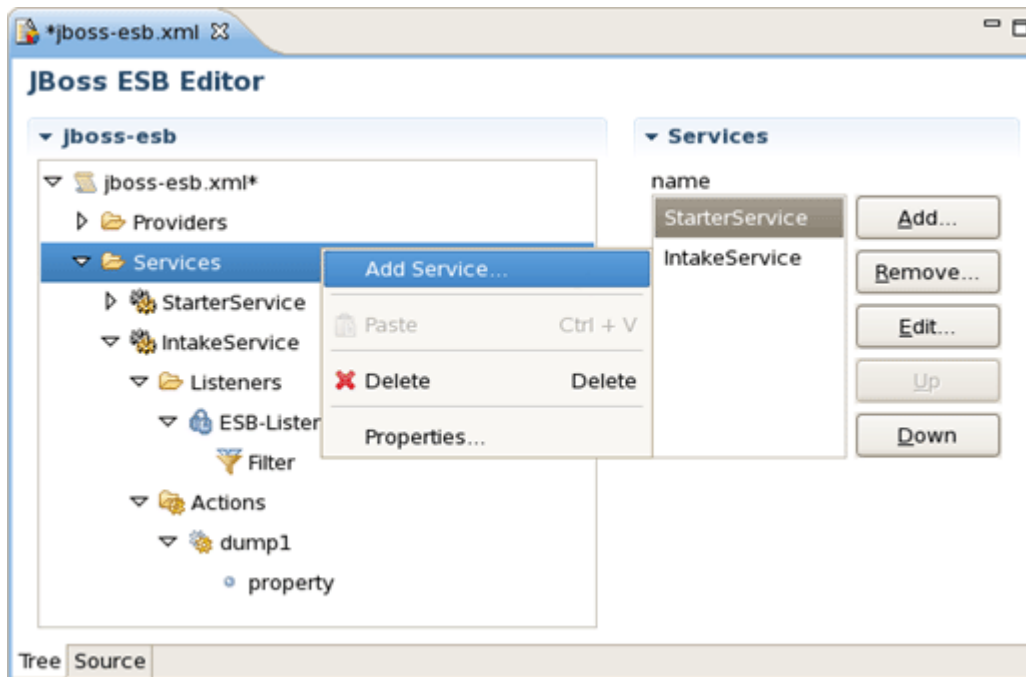 *jboss-esb.xml
JBoss ESB Editor
jboss-esb
jboss-esb.xml*
Providers
Services
StarterService
IntakeService
Listeners
ESB-Lister
Filter
Actions
dump1
property
Add Service...
Paste Ctrl + V
Delete Delete
Properties...
Services
name
StarterService
IntakeService
Add...
Remove...
Edit...
Up
Down
Tree Source